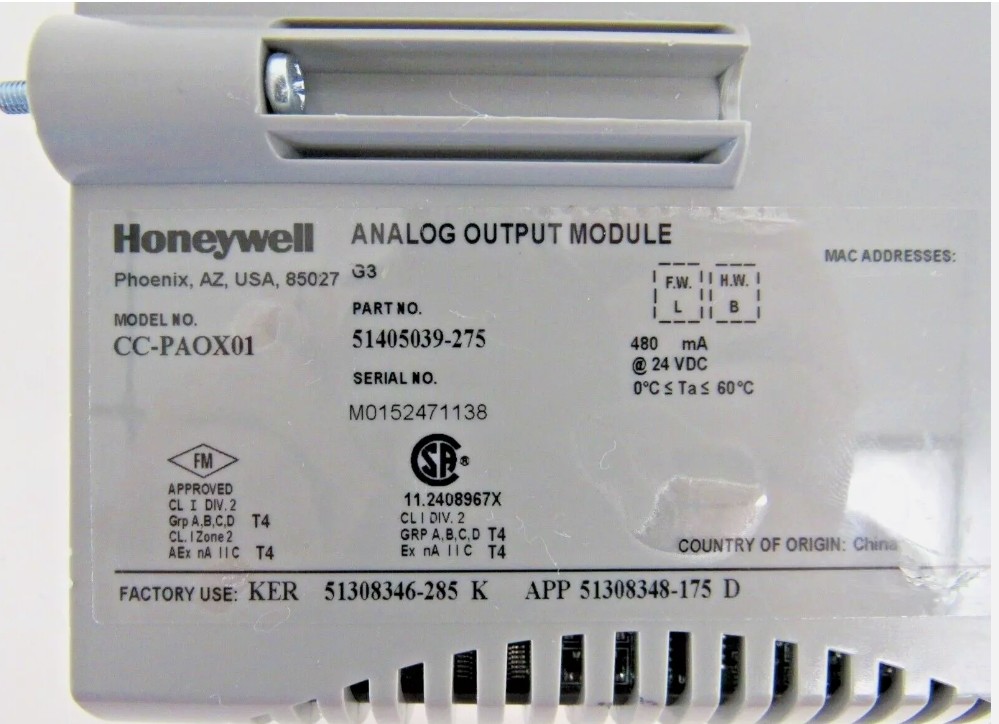 Honeywell
Phoenix, AZ, USA, 85027
MODEL NO.
CC-PAOX01
ANALOG OUTPUT MODULE
G3
PART NO.
51405039-275
SERIAL NO.
M0152471138
F.W. H.W.
L B
MAC ADDRESSES:
480 mA
@ 24 VDC
0°C ≤ Ta ≤ 60°C
FM
APPROVED
CL I DIV. 2
Grp A,B,C,D T4
CL. I Zone 2
AEx nA IIC T4
SA®
11.2408967X
CL I DIV. 2
GRP A,B,C,D T4
Ex nA IIC T4
COUNTRY OF ORIGIN: China
FACTORY USE: KER 51308346-285 K APP 51308348-175 D